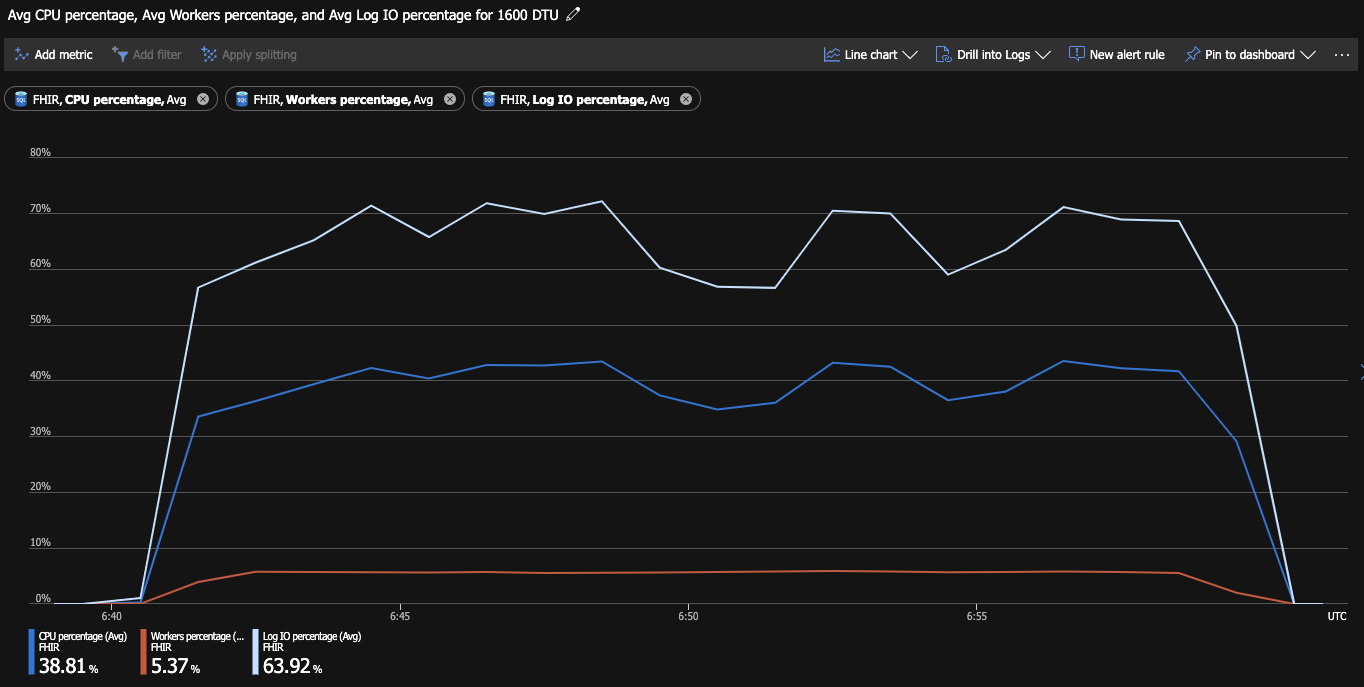 Avg CPU percentage, Avg Workers percentage, and Avg Log IO percentage for 1600 DTU
Add metric Add filter Apply splitting Line chart Drill into Logs New alert rule Pin to dashboard ...
FHIR, CPU percentage, Avg FHIR, Workers percentage, Avg FHIR, Log IO percentage, Avg
80%
70%
60%
50%
40%
30%
20%
10%
0%
6:40 6:45 6:50 6:55 UTC
CPU percentage (Avg) Workers percentage (... Log IO percentage (Avg)
FHIR FHIR FHIR
38.81 % 5.37 % 63.92 %